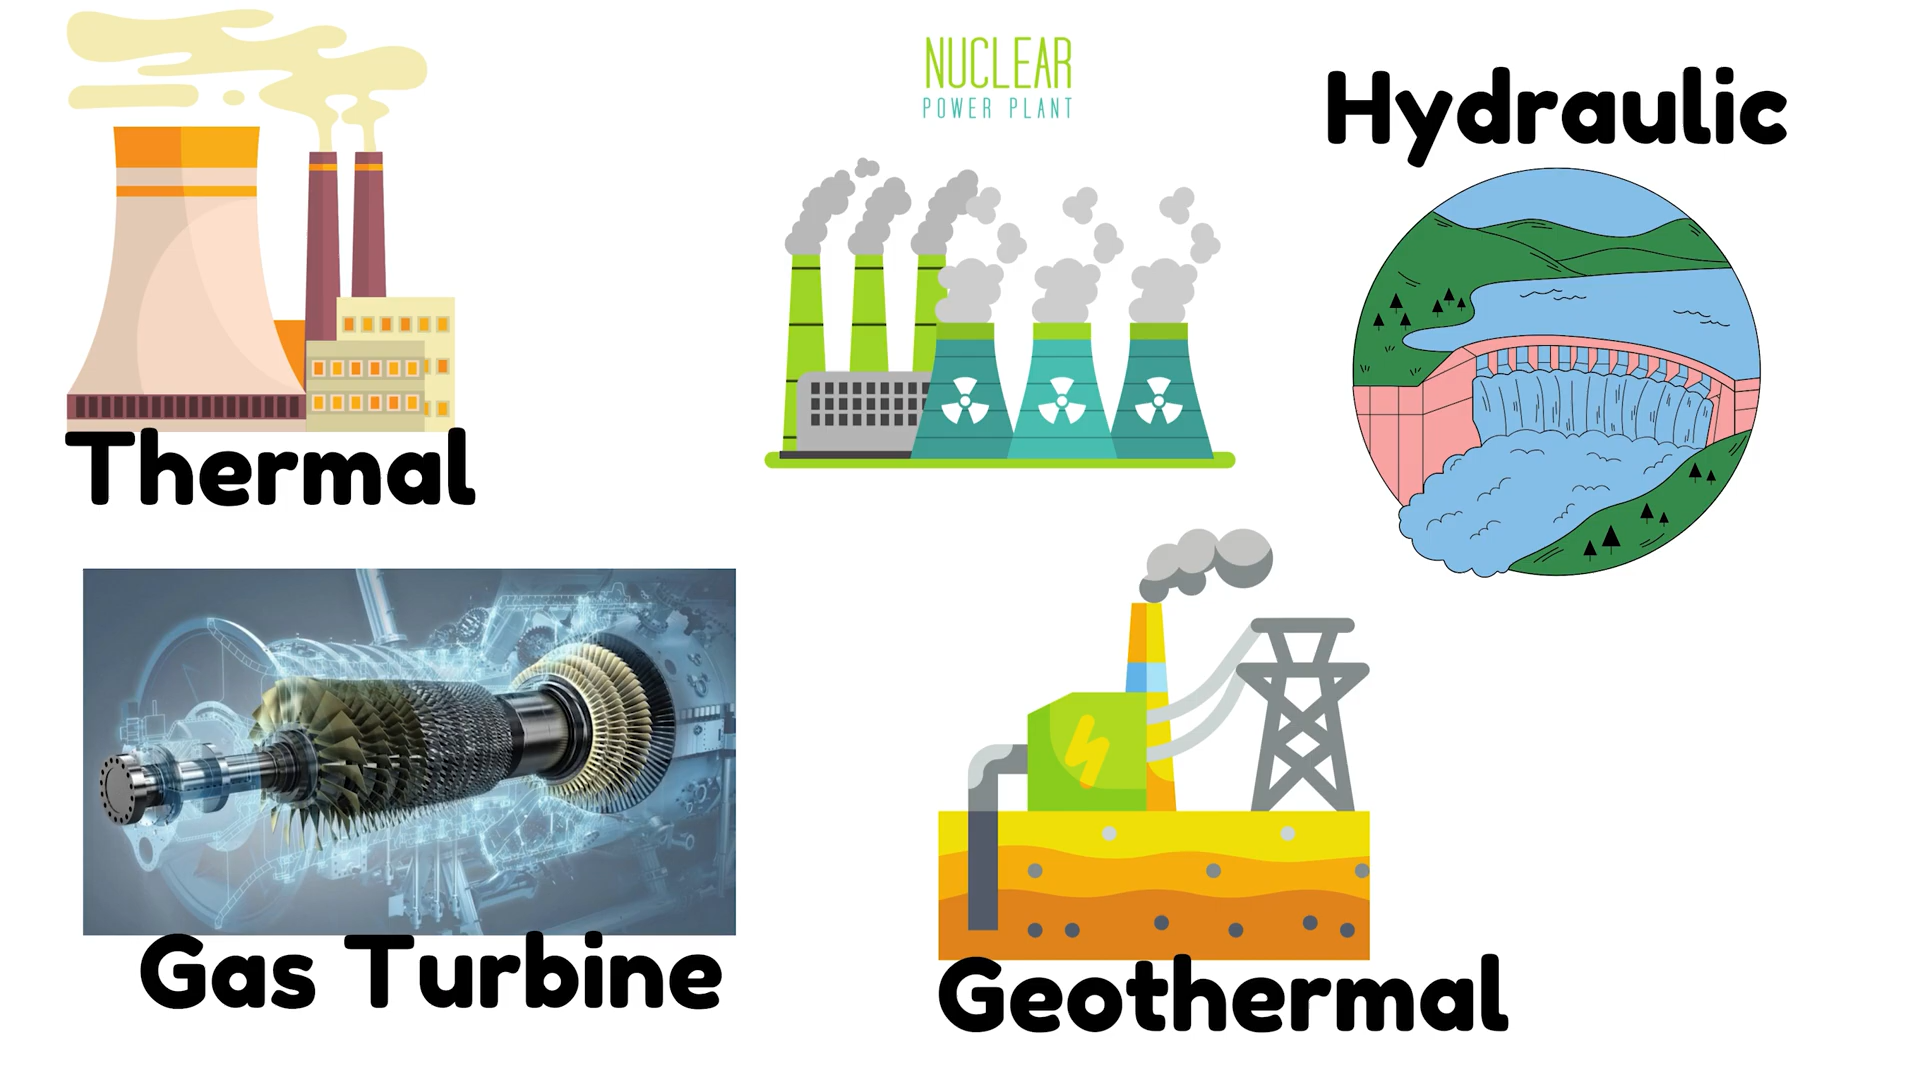 NUCLEAR
POWER PLANT
Hydraulic
Thermal
Gas Turbine
Geothermal